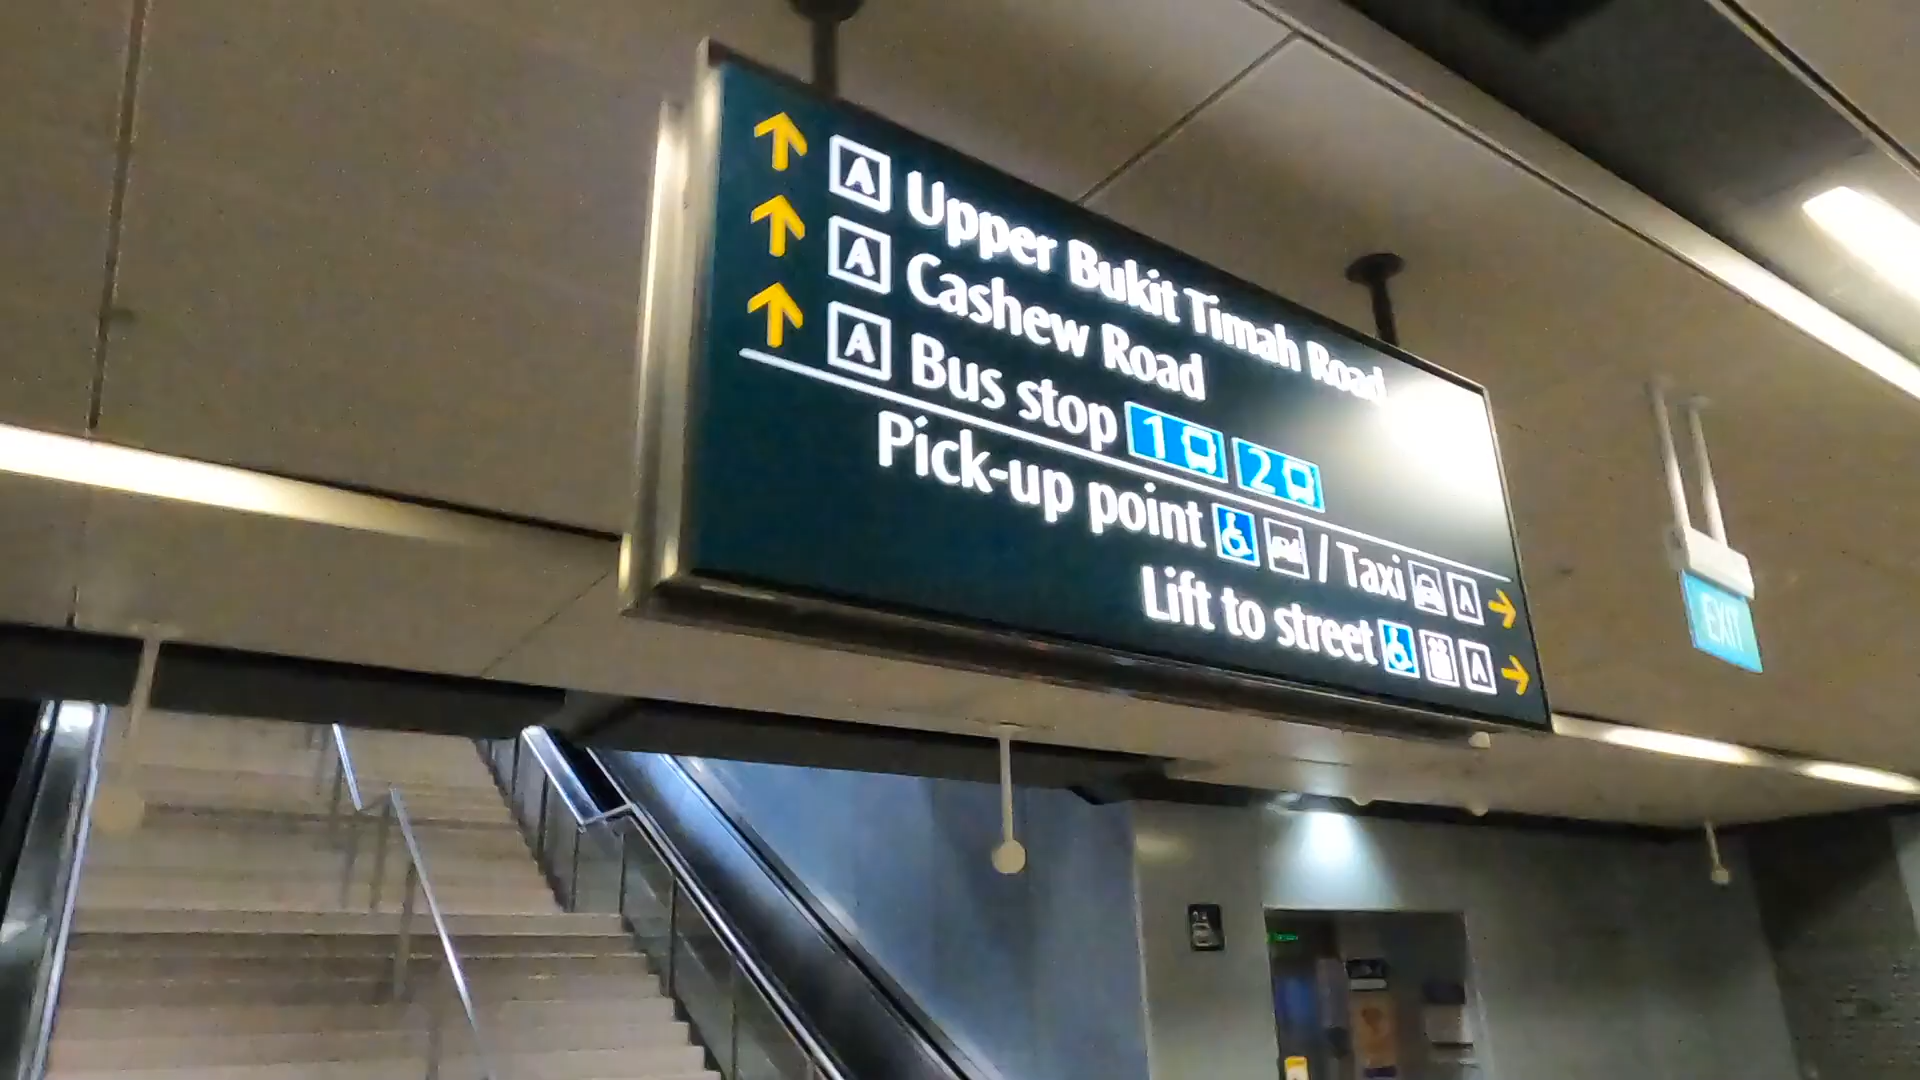 A Upper Bukit Timah Road
A Cashew Road
A Bus stop 1 2
Pick-up point / Taxi A
Lift to street A
EXIT